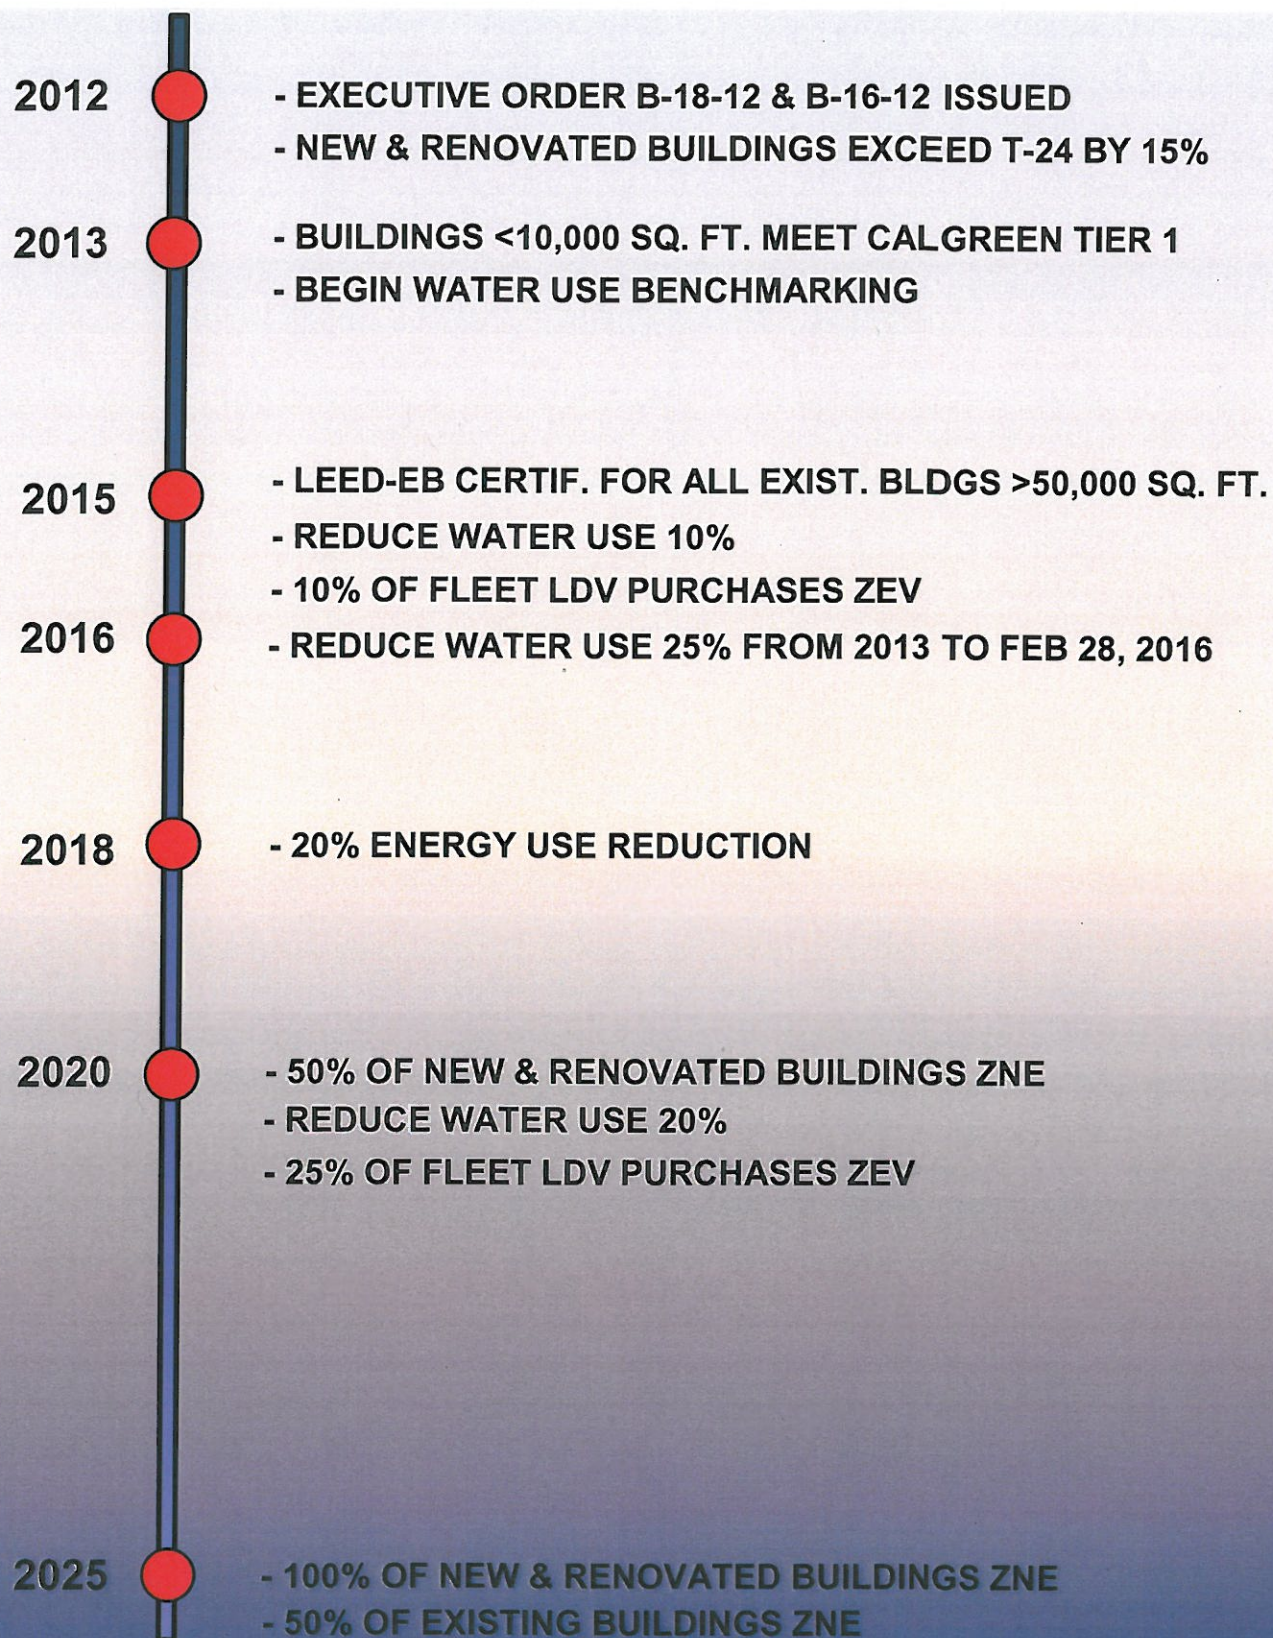 2012
- EXECUTIVE ORDER B-18-12 & B-16-12 ISSUED
- NEW & RENOVATED BUILDINGS EXCEED T-24 BY 15%
2013
- BUILDINGS <10,000 SQ. FT. MEET CALGREEN TIER 1
- BEGIN WATER USE BENCHMARKING
2015
- LEED-EB CERTIF. FOR ALL EXIST. BLDGS >50,000 SQ. FT.
- REDUCE WATER USE 10%
- 10% OF FLEET LDV PURCHASES ZEV
2016
- REDUCE WATER USE 25% FROM 2013 TO FEB 28, 2016
2018
- 20% ENERGY USE REDUCTION
2020
- 50% OF NEW & RENOVATED BUILDINGS ZNE
- REDUCE WATER USE 20%
- 25% OF FLEET LDV PURCHASES ZEV
2025
- 100% OF NEW & RENOVATED BUILDINGS ZNE
- 50% OF EXISTING BUILDINGS ZNE